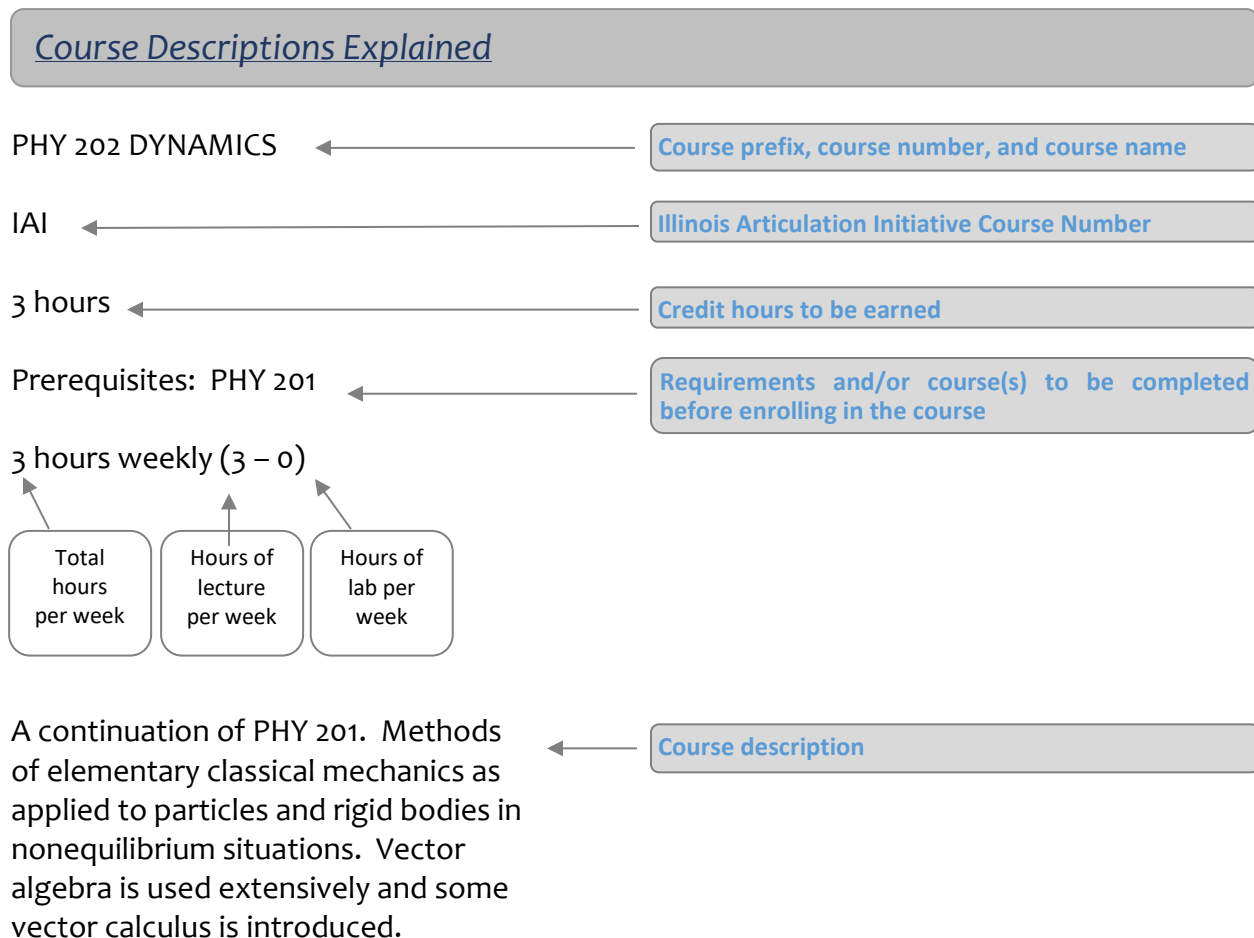 Course Descriptions Explained
PHY 202 DYNAMICS
Course prefix, course number, and course name
IAI
Illinois Articulation Initiative Course Number
3 hours
Credit hours to be earned
Prerequisites: PHY 201
Requirements and/or course(s) to be completed
before enrolling in the course
3 hours weekly (3 – 0)
Total
hours
per week
Hours of
lecture
per week
Hours of
lab per
week
A continuation of PHY 201. Methods
of elementary classical mechanics as
applied to particles and rigid bodies in
nonequilibrium situations. Vector
algebra is used extensively and some
vector calculus is introduced.
Course description